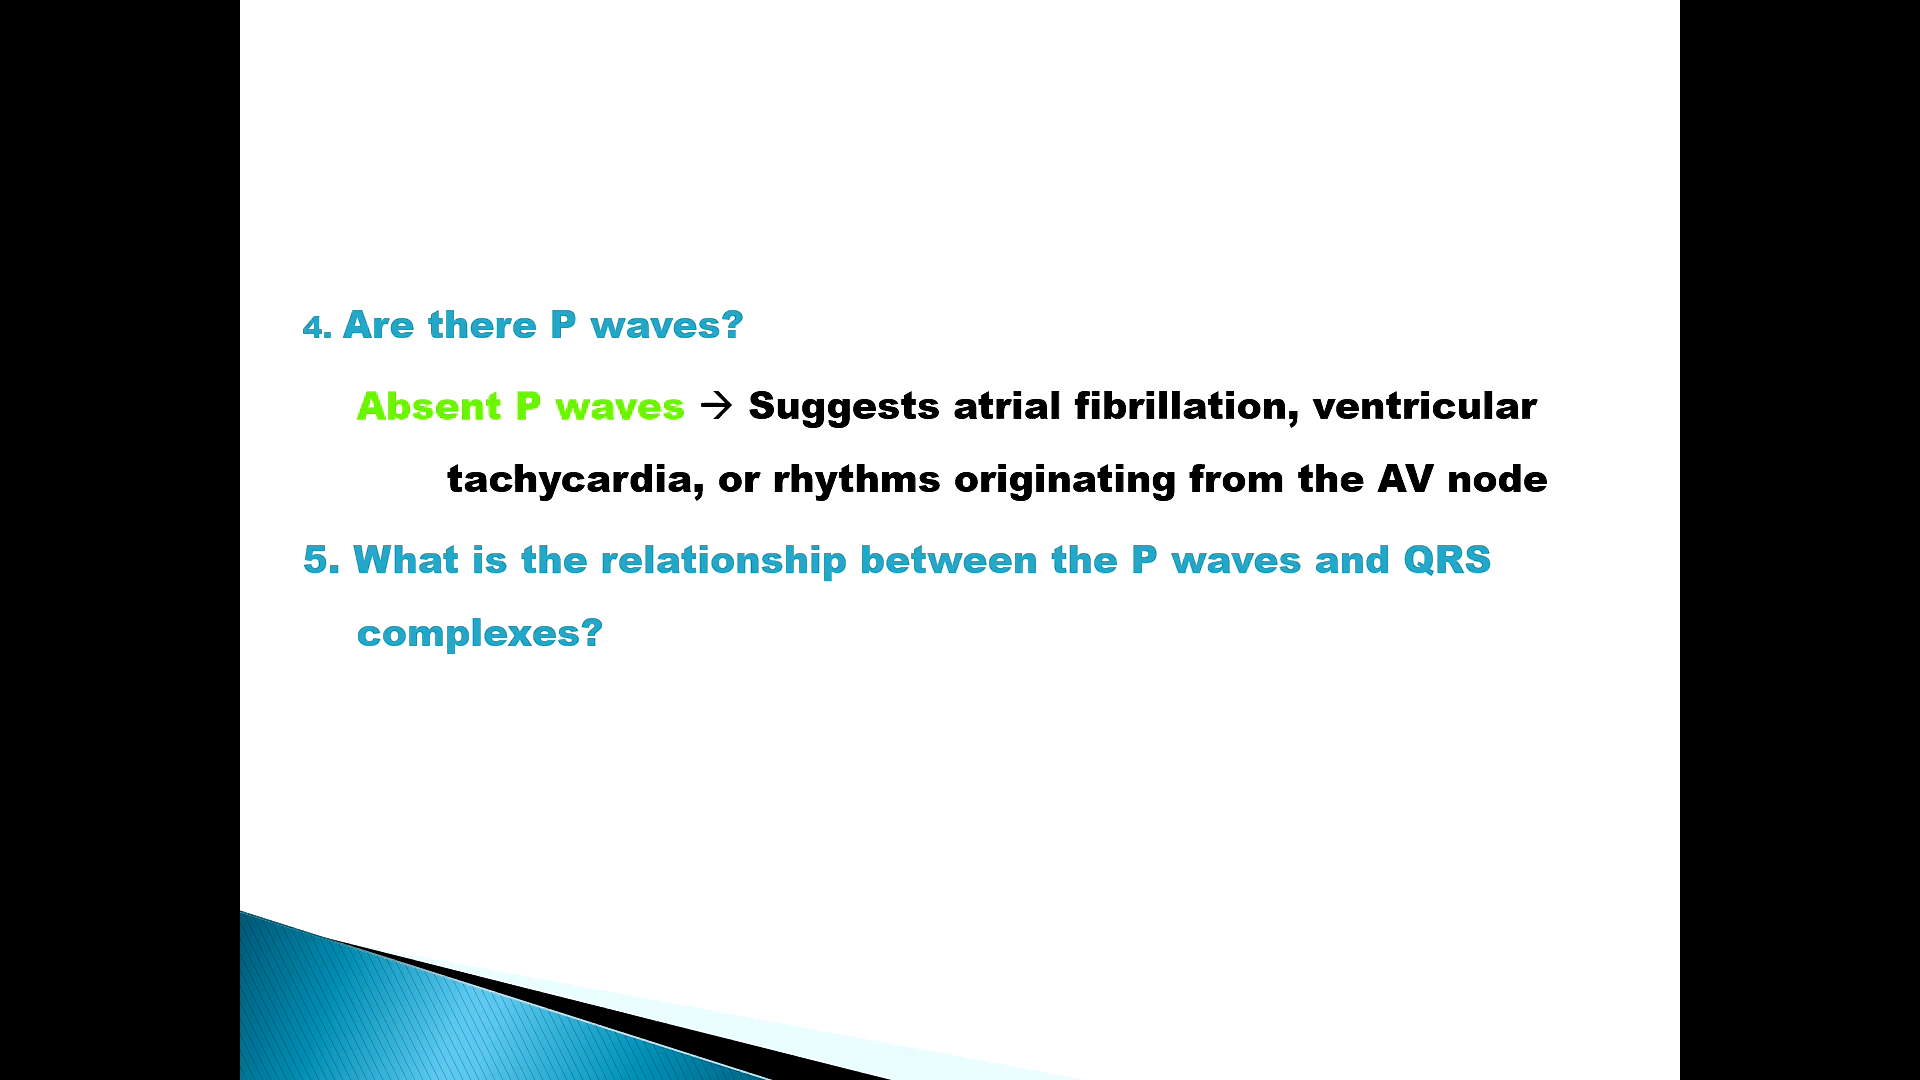 4. Are there P waves?
Absent P waves → Suggests atrial fibrillation, ventricular
tachycardia, or rhythms originating from the AV node
5. What is the relationship between the P waves and QRS
complexes?